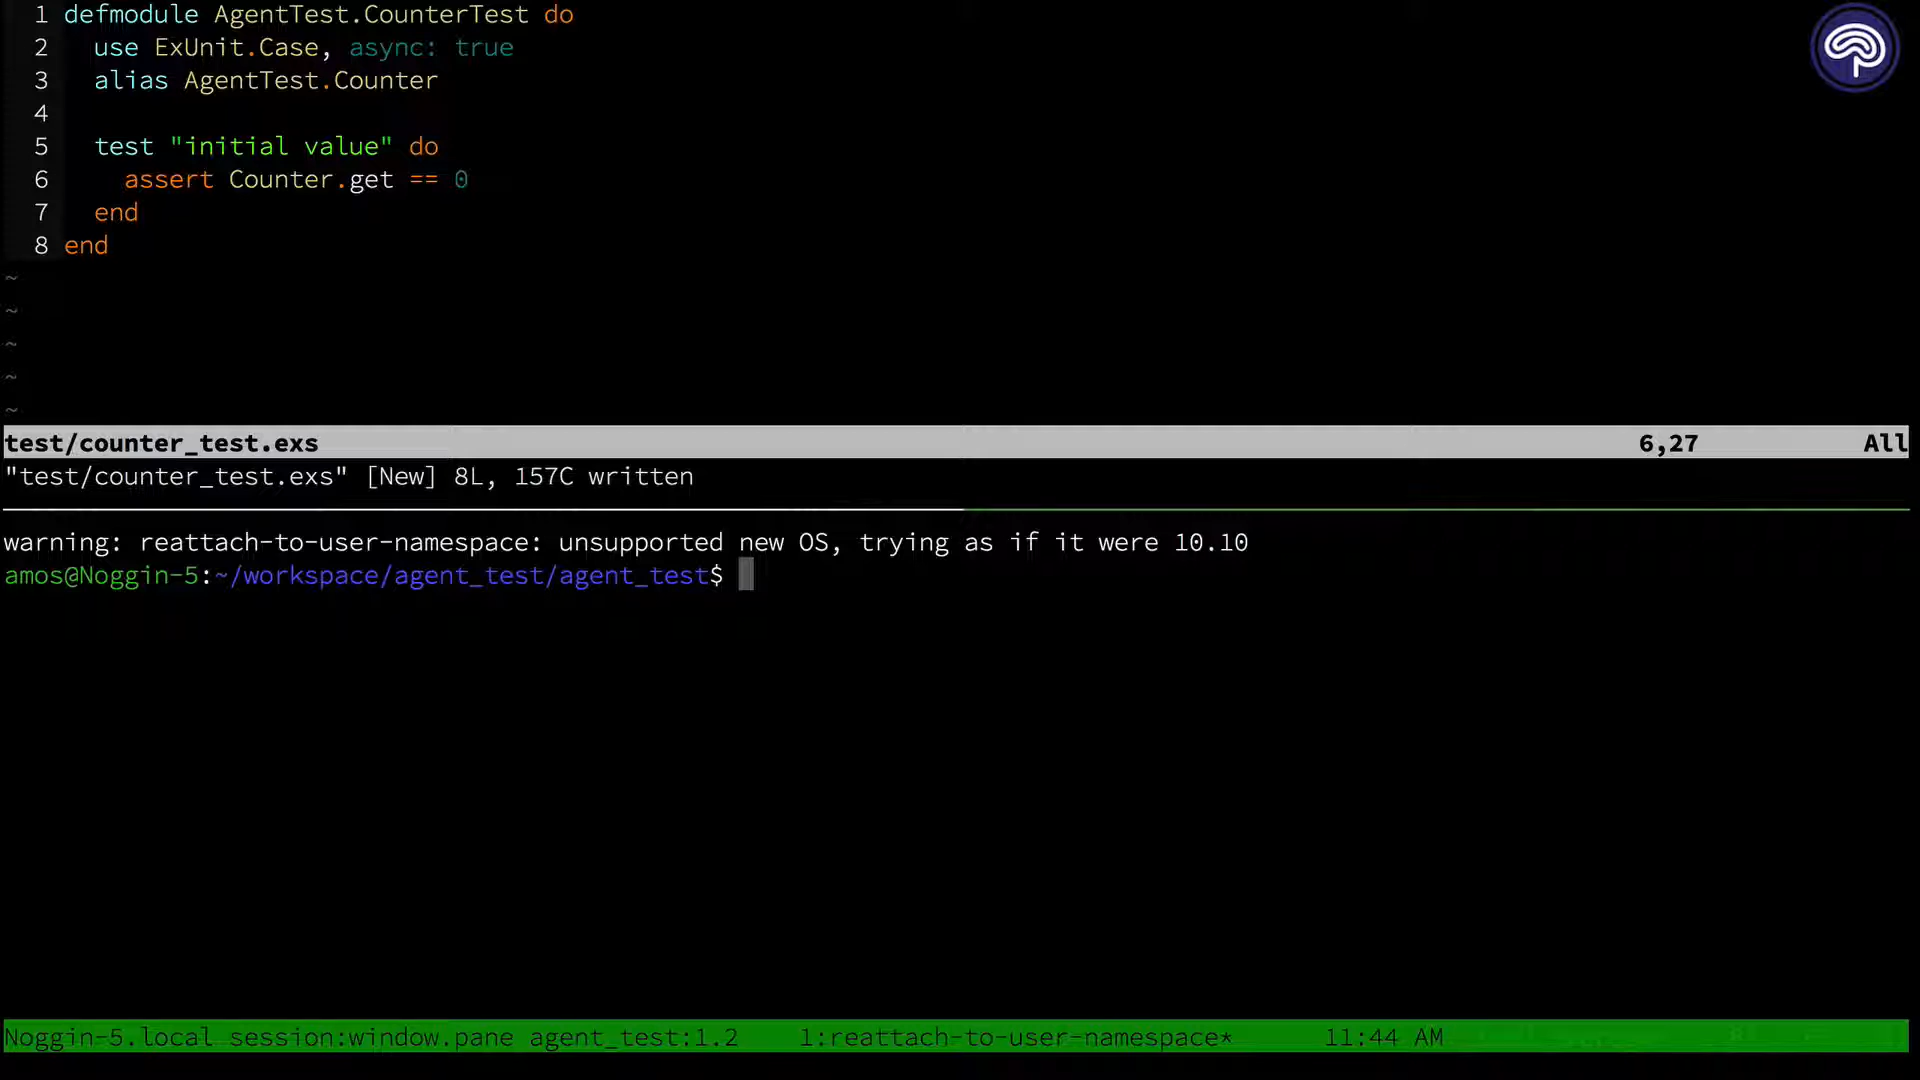 1 defmodule AgentTest.CounterTest do
2   use ExUnit.Case, async: true
3   alias AgentTest.Counter
4
5   test "initial value" do
6     assert Counter.get == 0
7   end
8 end
~
~
~
~
~
test/counter_test.exs 6,27 All
"test/counter_test.exs" [New] 8L, 157C written
warning: reattach-to-user-namespace: unsupported new OS, trying as if it were 10.10
amos@Noggin-5:~/workspace/agent_test/agent_test$
Noggin-5.local session:window.pane agent_test:1.2 1:reattach-to-user-namespace* 11:44 AM